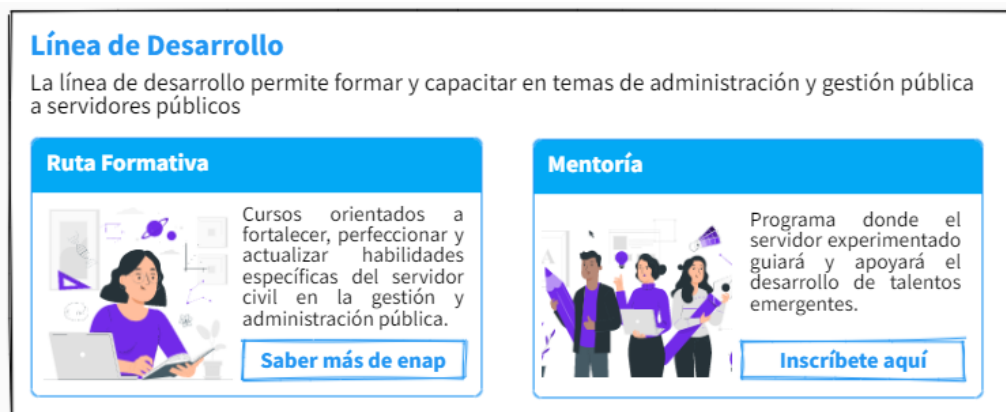 Línea de Desarrollo
La línea de desarrollo permite formar y capacitar en temas de administración y gestión pública
a servidores públicos
Ruta Formativa
Cursos orientados a
fortalecer, perfeccionar y
actualizar habilidades
específicas del servidor
civil en la gestión y
administración pública.
Saber más de enap
Mentoría
Programa donde el
servidor experimentado
guiará y apoyará el
desarrollo de talentos
emergentes.
Inscríbete aquí